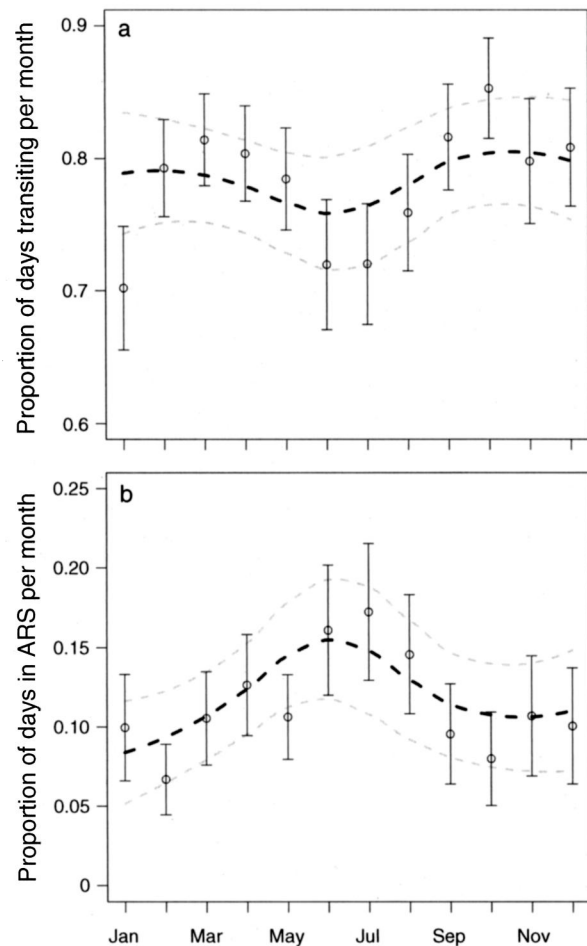 a
Proportion of days transiting per month
0.9
0.8
0.7
0.6
b
Proportion of days in ARS per month
0.25
0.20
0.15
0.10
0.05
0
Jan Mar May Jul Sep Nov